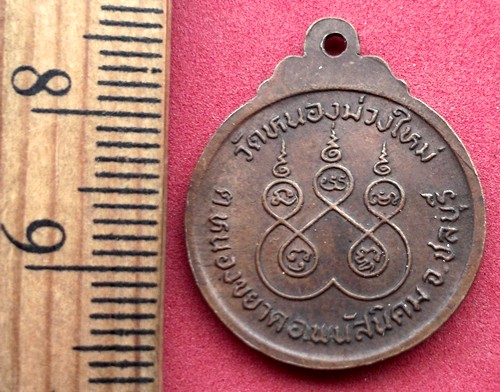 8
9
วัดหนองม่วงใหม่
ต.หนองขยาด อ.พนัสนิคม จ.ชลบุรี